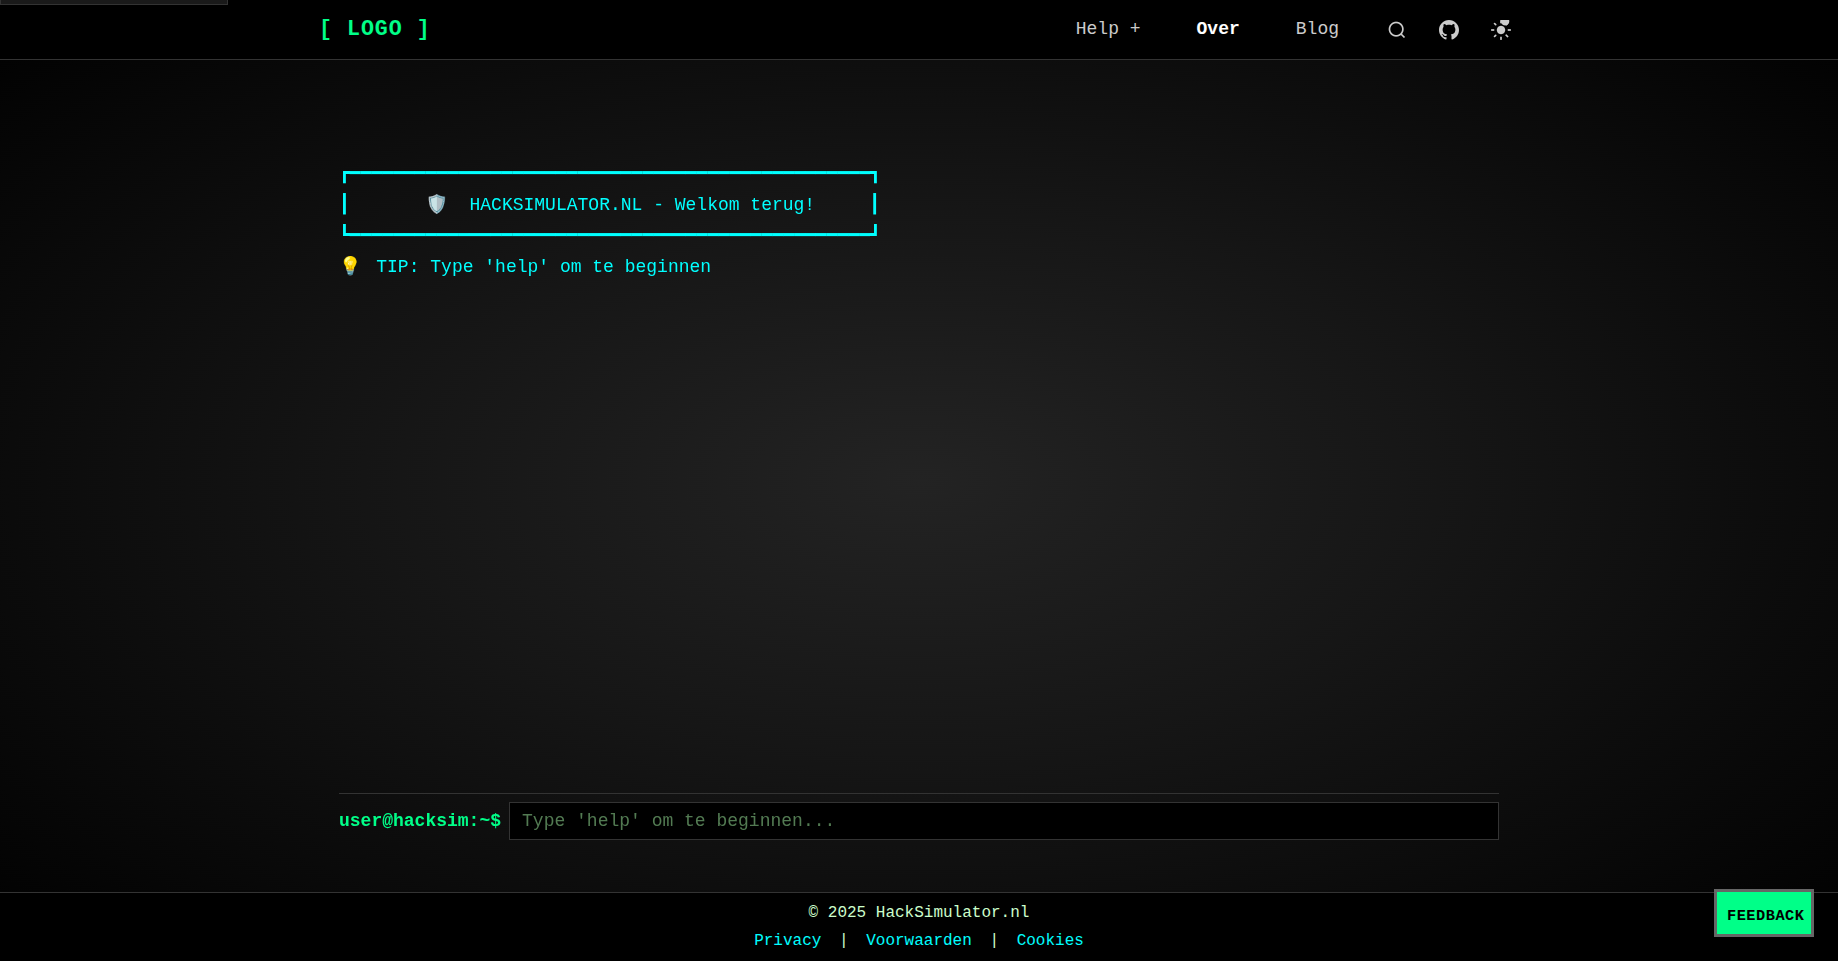 [ LOGO ]
Help +
Over
Blog
HACKSIMULATOR.NL - Welkom terug!
TIP: Type 'help' om te beginnen
user@hacksim:~$ Type 'help' om te beginnen...
© 2025 HackSimulator.nl
Privacy | Voorwaarden | Cookies
FEEDBACK